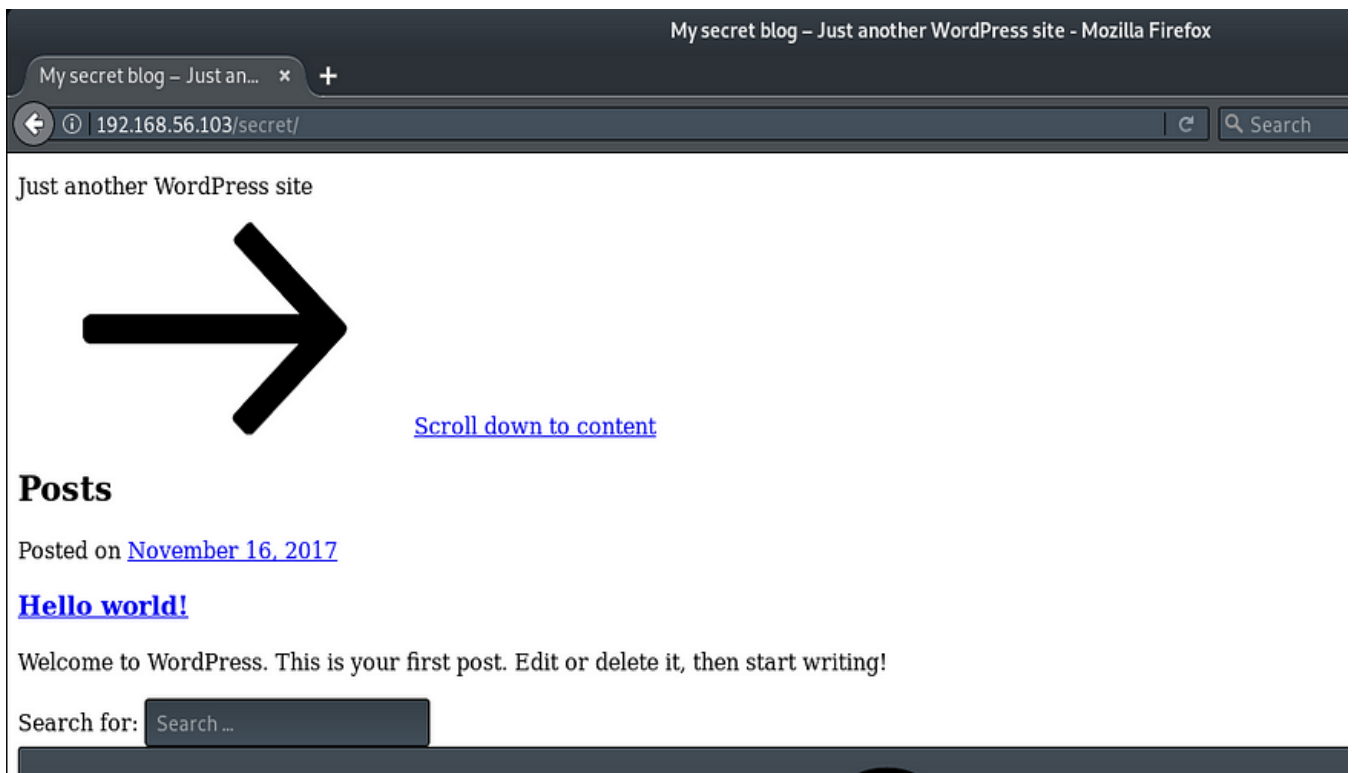 My secret blog – Just another WordPress site - Mozilla Firefox
My secret blog – Just an... × +
192.168.56.103/secret/ Search
Just another WordPress site
Scroll down to content
Posts
Posted on November 16, 2017
Hello world!
Welcome to WordPress. This is your first post. Edit or delete it, then start writing!
Search for: Search ...